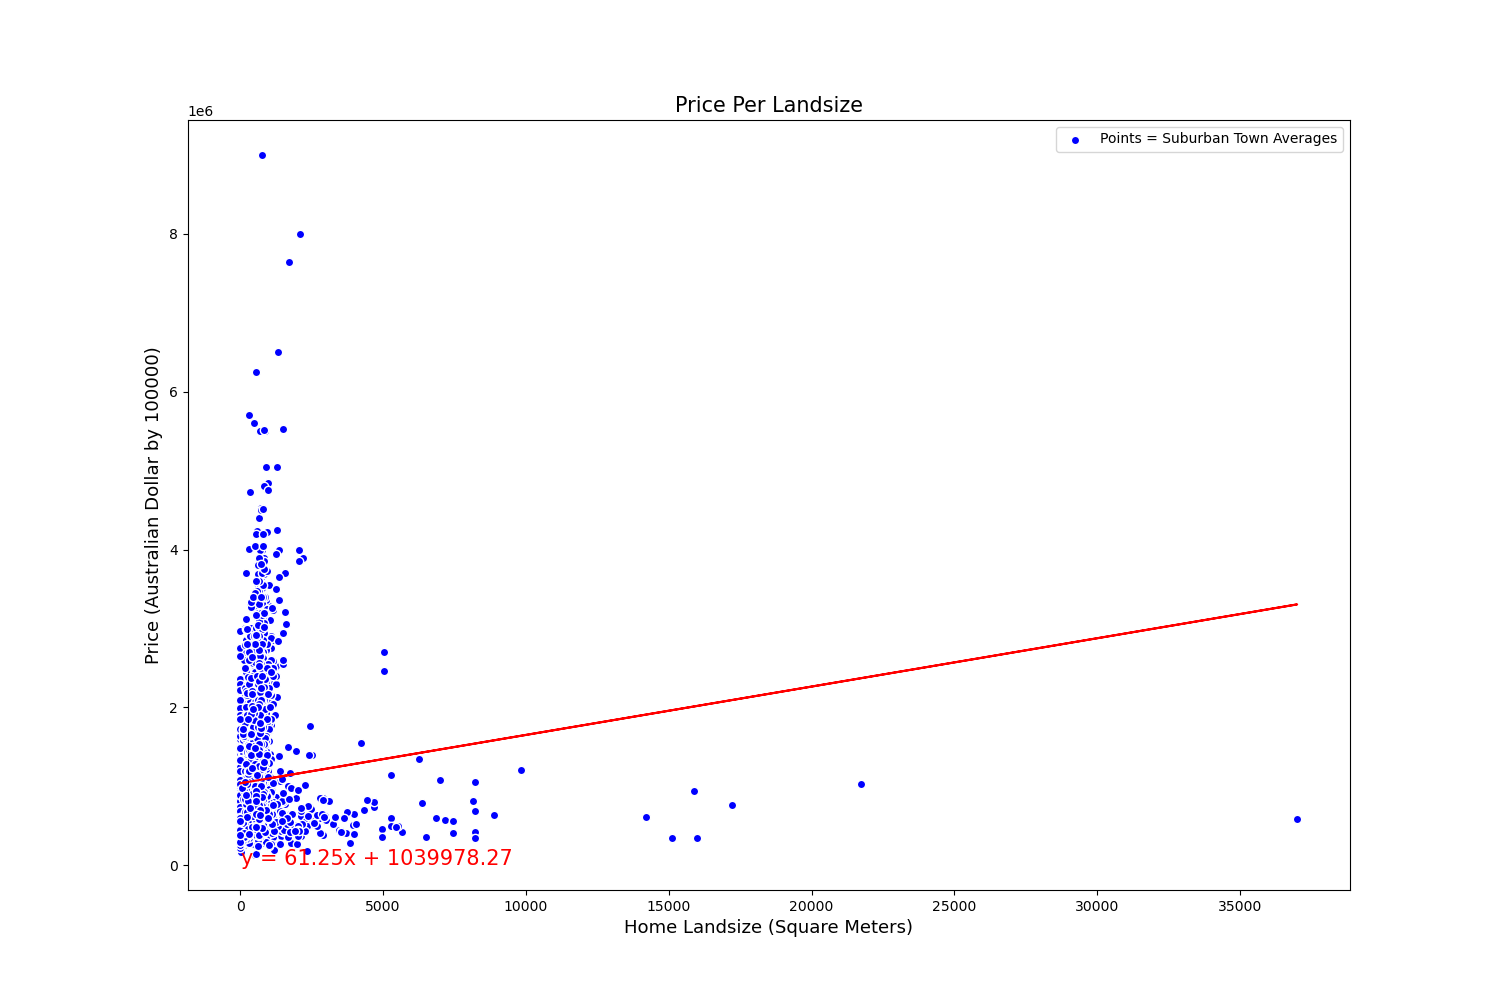 Price Per Landsize
1e6
Points = Suburban Town Averages
8
6
4
2
0
Price (Australian Dollar by 100000)
y = 61.25x + 1039978.27
0 5000 10000 15000 20000 25000 30000 35000
Home Landsize (Square Meters)